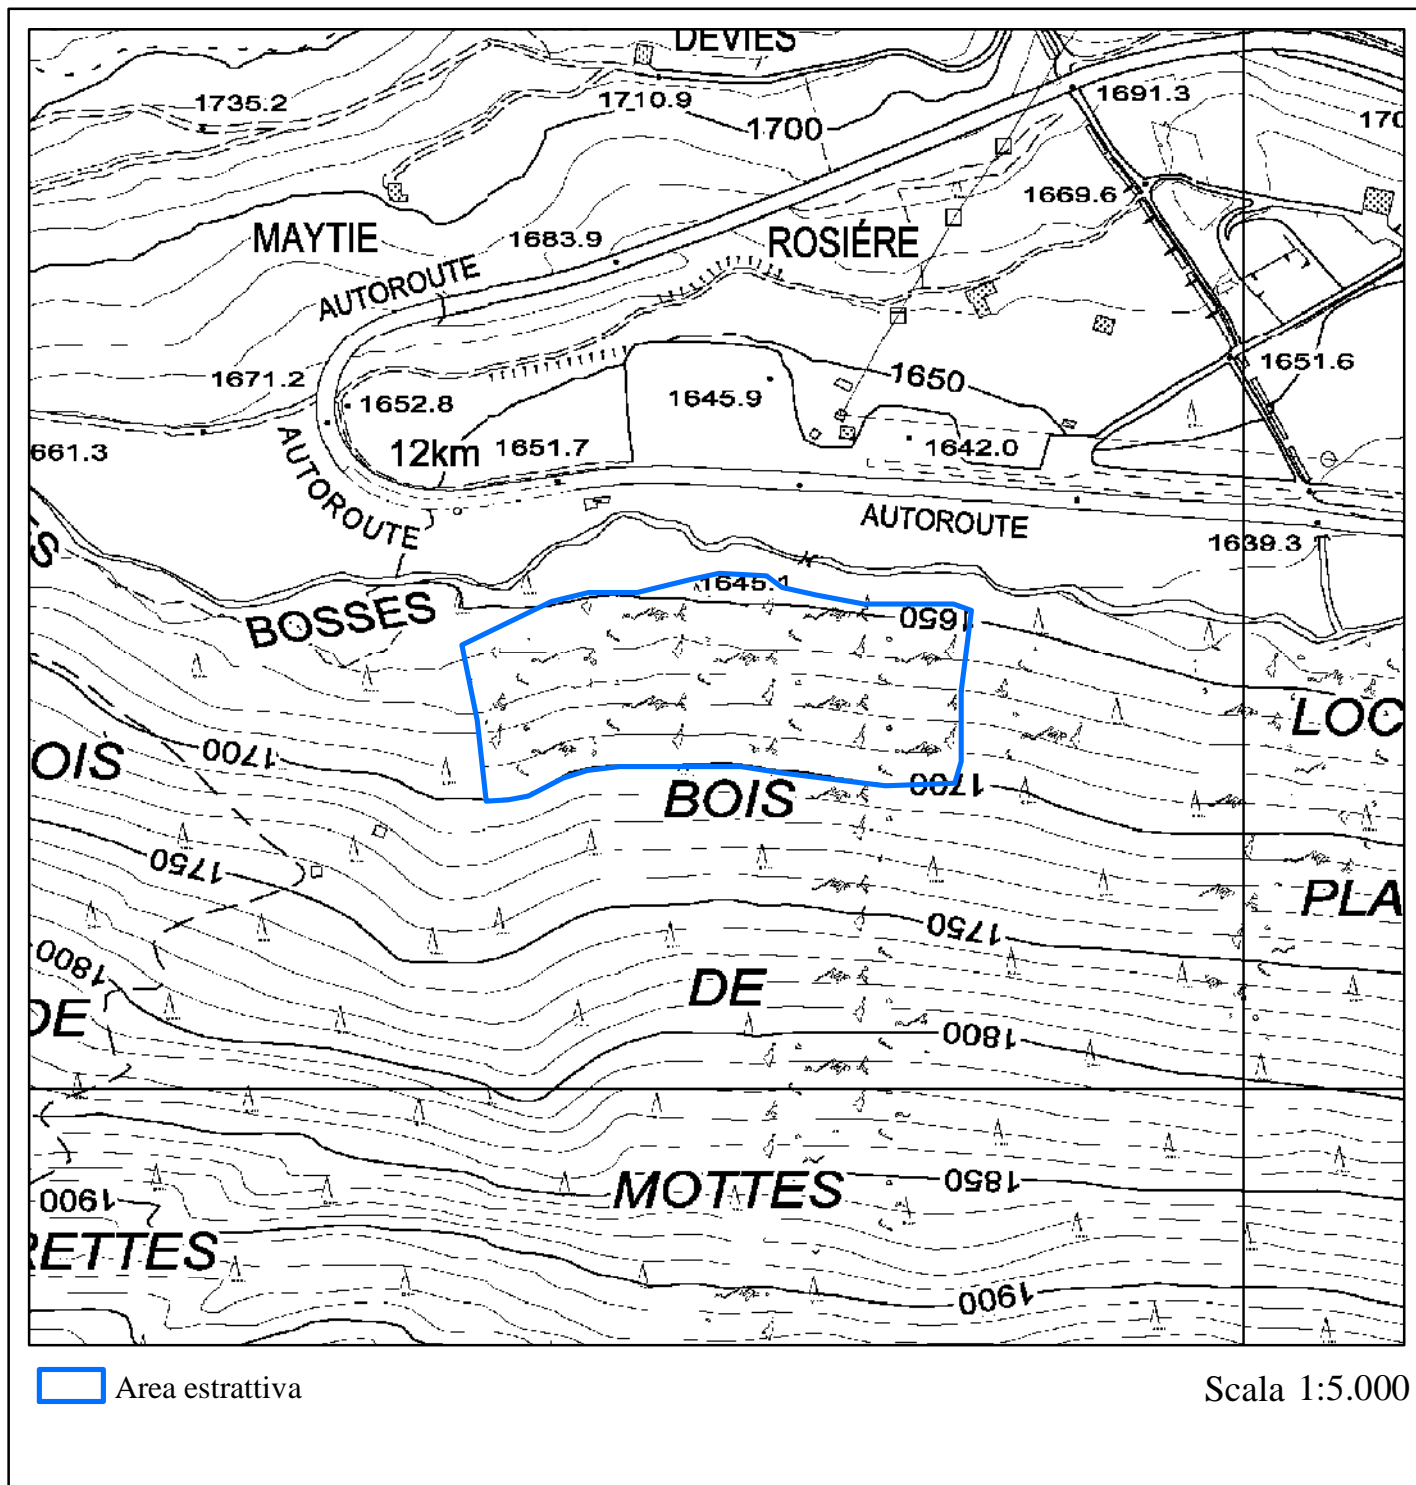 DEVIES
1735.2
1710.9
1691.3
1700
170
1669.6
MAYTIE
1683.9
ROSIÉRE
AUTOROUTE
1671.2
1652.8
1645.9
1650
1651.6
661.3
AUTOROUTE
12km
1651.7
1642.0
AUTOROUTE
1639.3
ES
1645.1
BOSSES
1650
LOC
OIS
1700
BOIS
1700
1750
PLA
1750
1800
DE
DE
1800
MOTTES
1850
1900
RETTES
1900
Area estrattiva
Scala 1:5.000